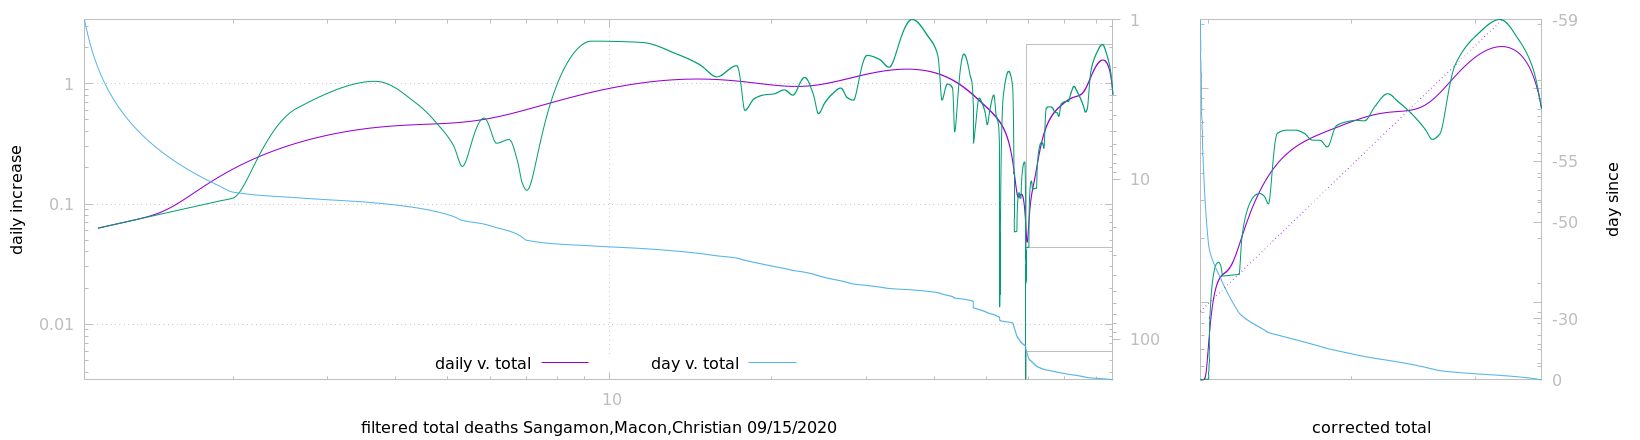 daily increase
1
0.1
0.01
10
1
10
100
daily v. total
day v. total
filtered total deaths Sangamon,Macon,Christian 09/15/2020
-59
-55
-50
-30
0
day since
corrected total